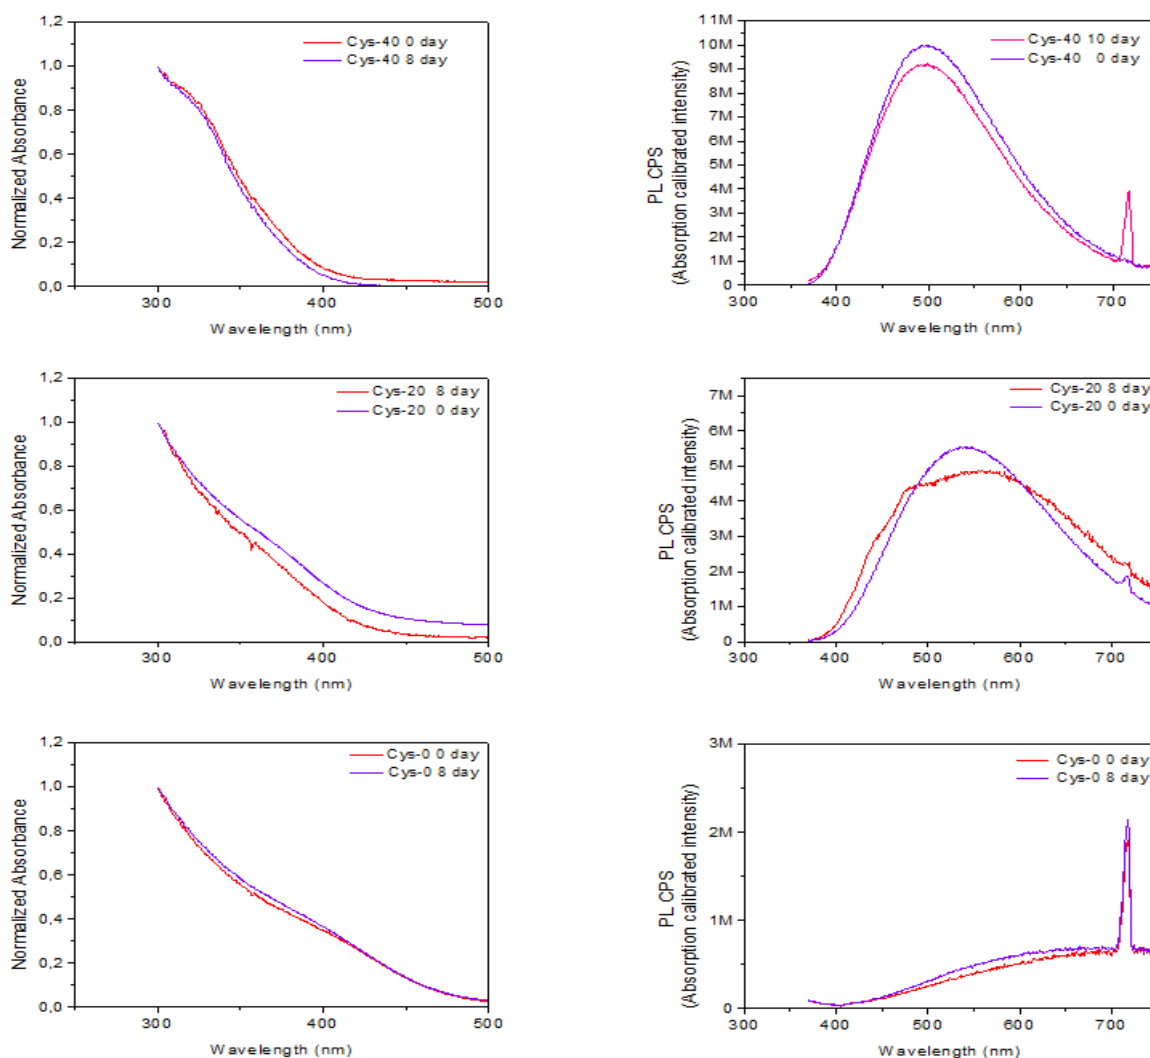 1,2
1,0
0,8
0,6
0,4
0,2
0,0
Normalized Absorbance
Cys-40 0 day
Cys-40 8 day
300 400 500
Wavelength (nm)
11M
10M
9M
8M
7M
6M
5M
4M
3M
2M
1M
0
PL CPS
(Absorption calibrated intensity)
Cys-40 10 day
Cys-40 0 day
300 400 500 600 700
Wavelength (nm)
1,2
1,0
0,8
0,6
0,4
0,2
0,0
Normalized Absorbance
Cys-20 8 day
Cys-20 0 day
300 400 500
Wavelength (nm)
7M
6M
5M
4M
3M
2M
1M
0
PL CPS
(Absorption calibrated intensity)
Cys-20 8 day
Cys-20 0 day
300 400 500 600 700
Wavelength (nm)
1,2
1,0
0,8
0,6
0,4
0,2
0,0
Normalized Absorbance
Cys-0 0 day
Cys-0 8 day
300 400 500
Wavelength (nm)
3M
2M
1M
0
PL CPS
(Absorption calibrated intensity)
Cys-0 0 day
Cys-0 8 day
300 400 500 600 700
Wavelength (nm)